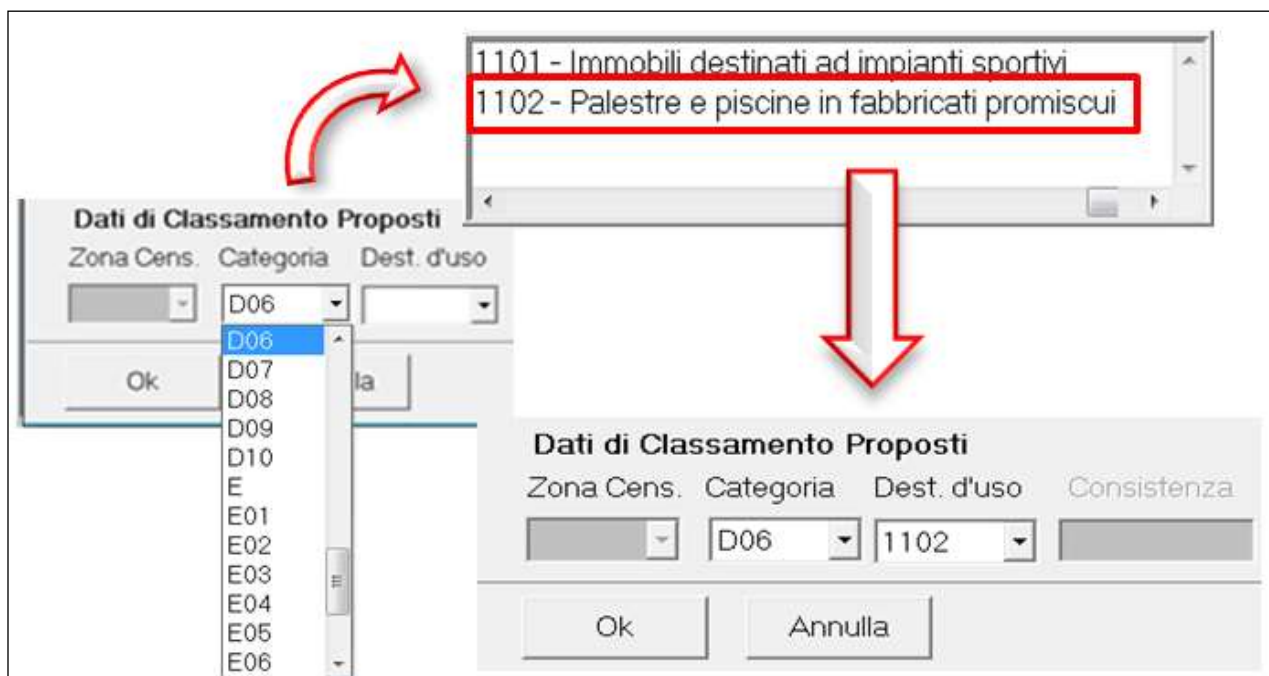 1101 - Immobili destinati ad impianti sportivi
1102 - Palestre e piscine in fabbricati promiscui
Dati di Classamento Proposti
Zona Cens. Categoria Dest. d'uso
D06
D06
D07
D08
D09
D10
E
E01
E02
E03
E04
E05
E06
Ok la
Dati di Classamento Proposti
Zona Cens. Categoria Dest. d'uso Consistenza
D06 1102
Ok Annulla